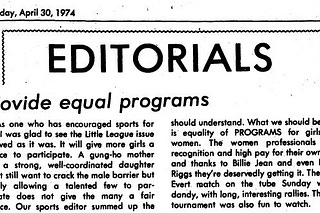 day, April 30, 1974
EDITORIALS
ovide equal programs
As one who has encouraged sports for
I was glad to see the Little League issue
ved as it was. It will give more girls a
ce to participate. A gung-ho mother
a strong, well-coordinated daughter
t still want to crack the male barrier but
ly allowing a talented few to par-
ate does not give the many a fair
ce. Our sports editor summed up the
should understand. What we should be
is equality of PROGRAMS for girls
women. The women professionals
recognition and high pay for their own
and thanks to Billie Jean and even
Riggs they're deservedly getting it. The
Evert match on the tube Sunday
dandy, with long, interesting rallies. Th
tournament was also fun to watch.